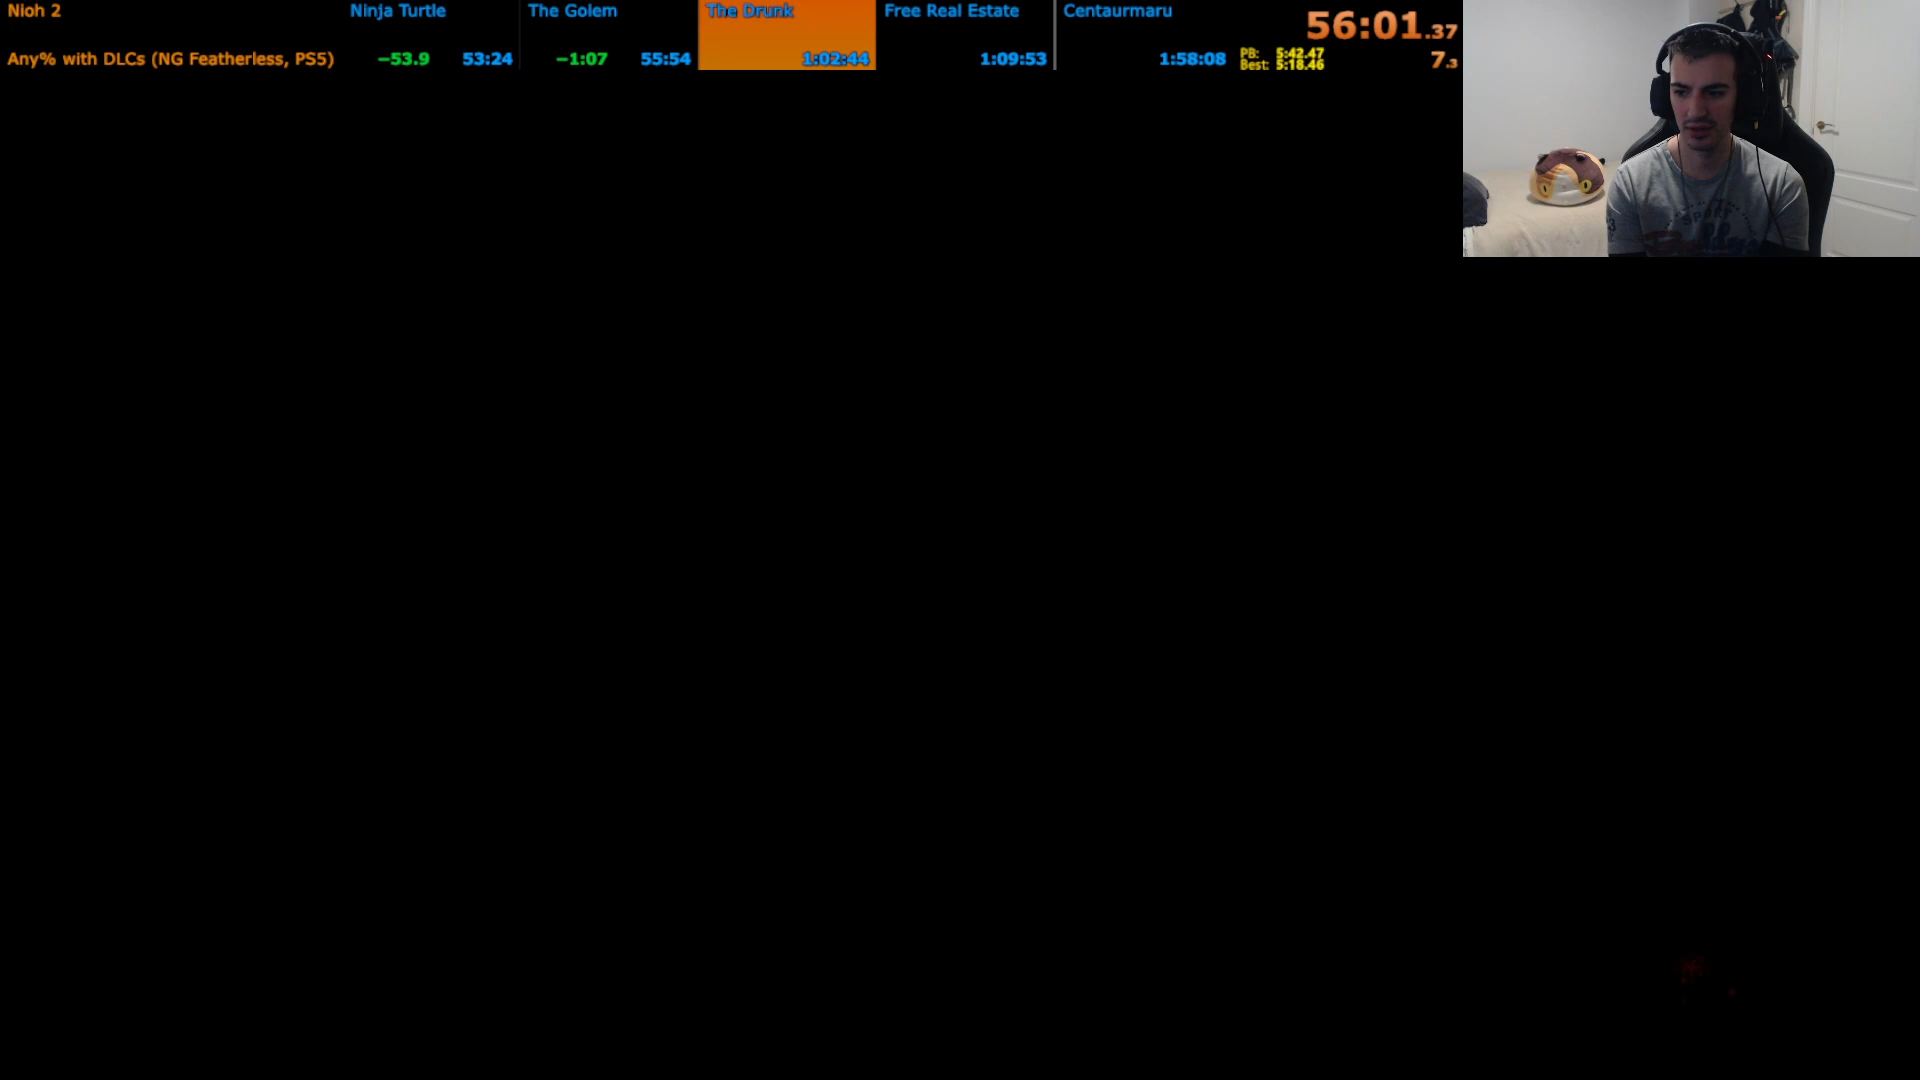 Nioh 2
Any% with DLCs (NG Featherless, PS5)
Ninja Turtle
−53.9 53:24
The Golem
−1:07 55:54
The Drunk
1:02:44
Free Real Estate
1:09:53
Centaurmaru
1:58:08
PB: 5:42.47
Best: 5:18.46
56:01.37
7.3
SPORT